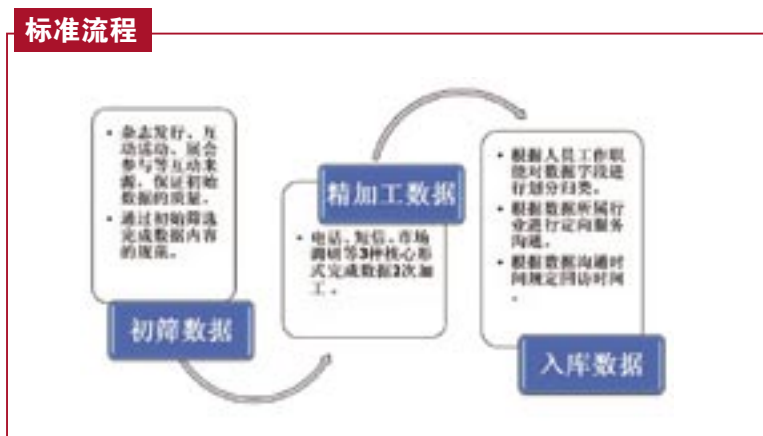 标准流程
• 杂志发行、互
动活动、展会
参与等互动来
源，保证初始
数据的质量。
• 通过初始筛选
完成数据内容
的规范。
初筛数据
精加工数据
• 电话、短信、市场
调研等3种核心形
式完成数据2次加
工。
• 根据人员工作职
能对数据字段进
行划分归类。
• 根据数据所属行
业进行定向服务
沟通。
• 根据数据沟通时
间规定回访时间
。
入库数据